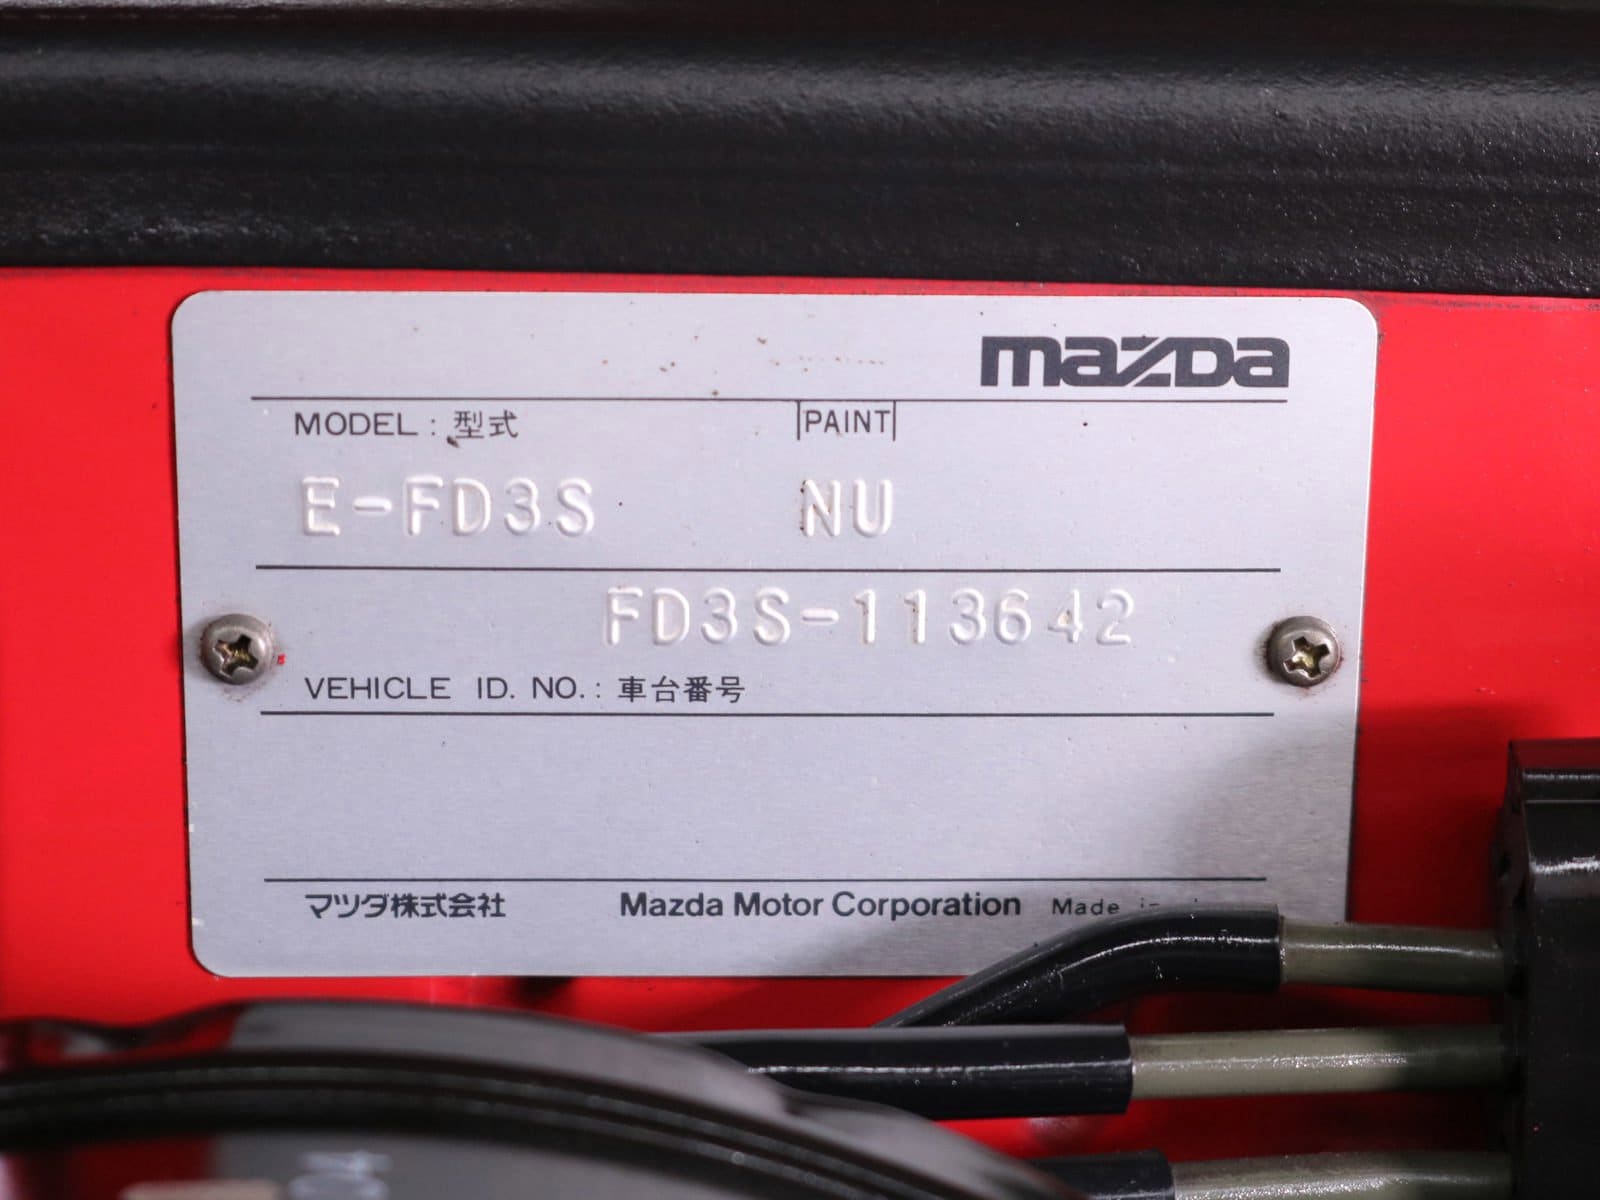 mazda
MODEL : 型式 PAINT
E-FD3S NU
FD3S-113642
VEHICLE ID. NO. : 車台番号
マツダ株式会社 Mazda Motor Corporation Made